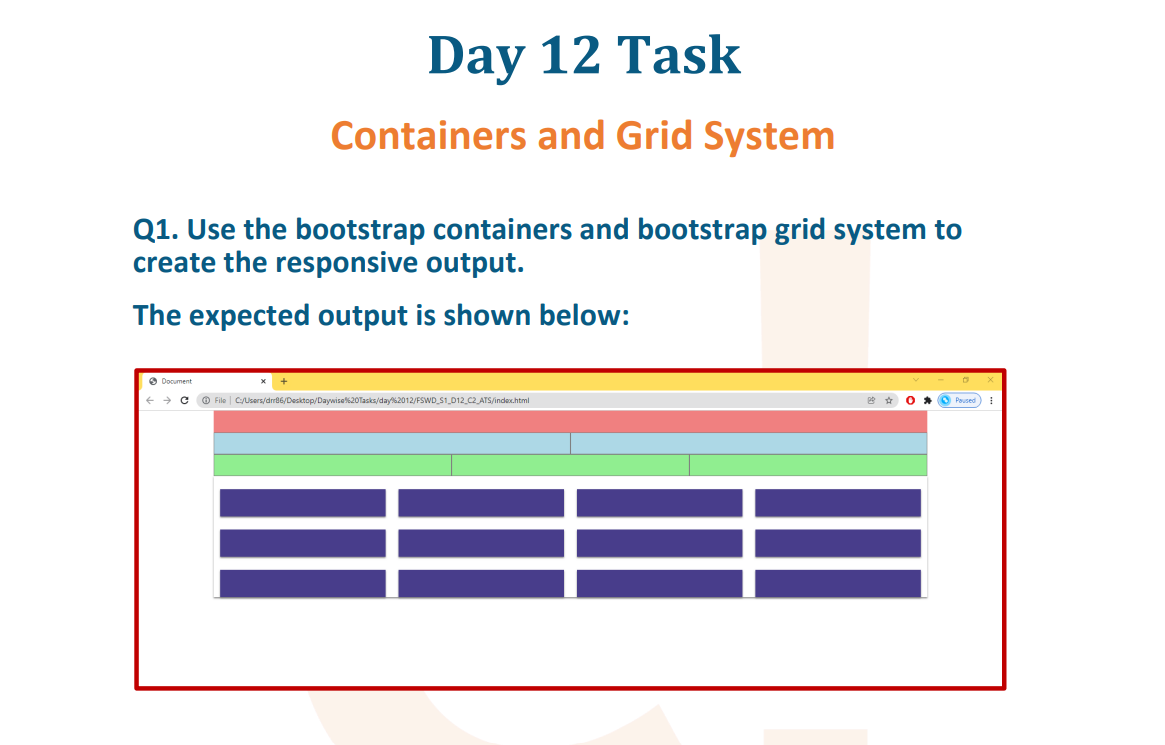 Day 12 Task
Containers and Grid System
Q1. Use the bootstrap containers and bootstrap grid system to
create the responsive output.
The expected output is shown below:
Document
File | C:/Users/drr86/Desktop/Daywise%20Tasks/day%2012/FSWD_S1_D12_C2_ATS/index.html
Paused